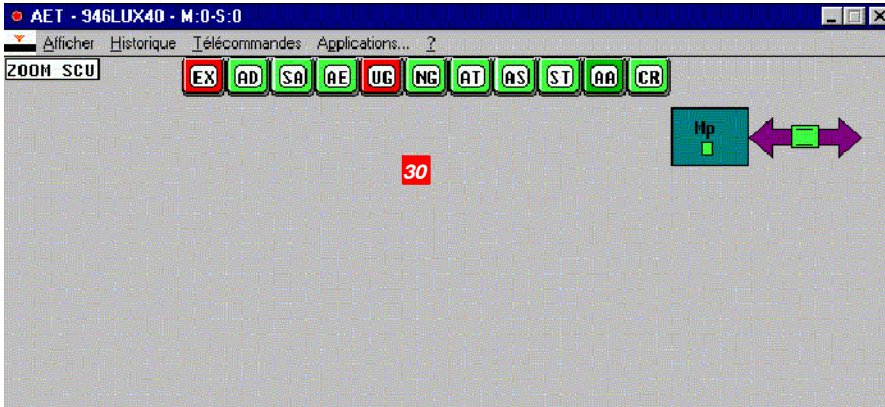 AET - 946LUX40 - M:0-S:0
Afficher Historique Télécommandes Applications... ?
ZOOM SCU
EX AD SA AE UG NG AT AS ST AA CR
Mp
30